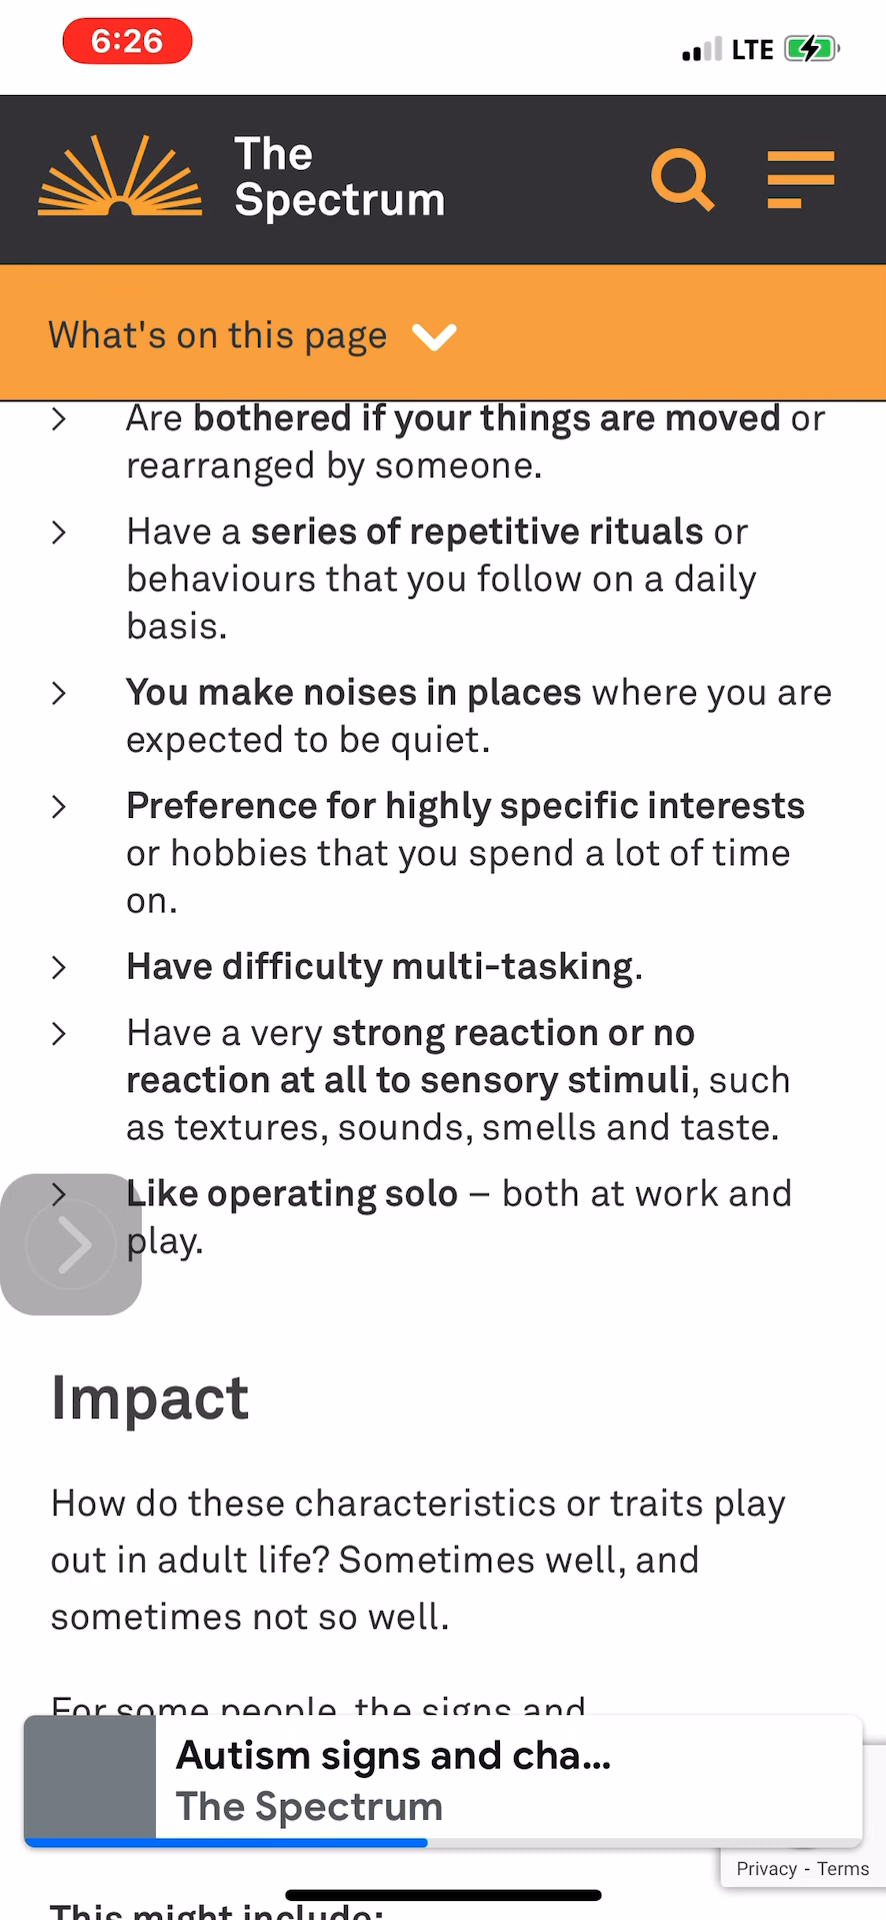 6:26
LTE
The
Spectrum
What's on this page
Are bothered if your things are moved or
rearranged by someone.
Have a series of repetitive rituals or
behaviours that you follow on a daily
basis.
You make noises in places where you are
expected to be quiet.
Preference for highly specific interests
or hobbies that you spend a lot of time
on.
Have difficulty multi-tasking.
Have a very strong reaction or no
reaction at all to sensory stimuli, such
as textures, sounds, smells and taste.
Like operating solo – both at work and
play.
Impact
How do these characteristics or traits play
out in adult life? Sometimes well, and
sometimes not so well.
For some people, the signs and
Autism signs and cha...
The Spectrum
Privacy - Terms
This might include: